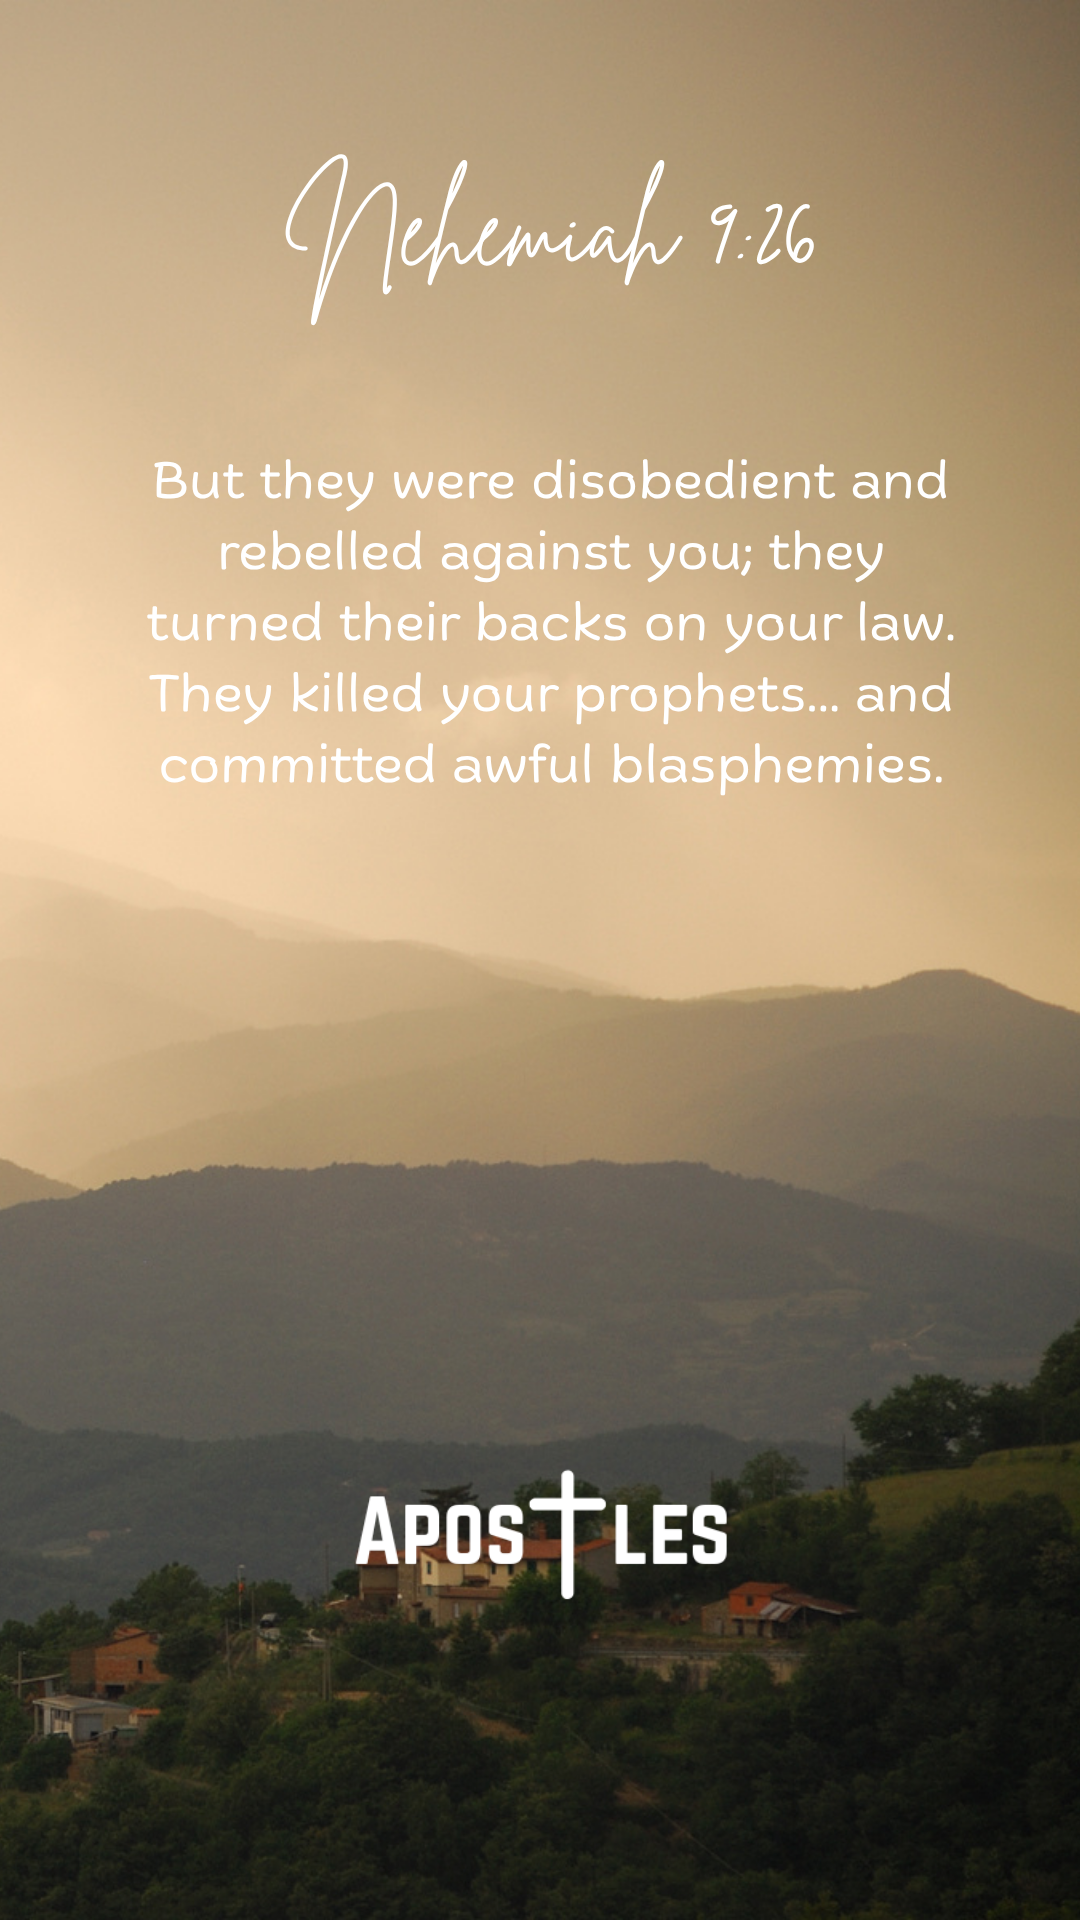 Nehemiah 9:26
But they were disobedient and
rebelled against you; they
turned their backs on your law.
They killed your prophets... and
committed awful blasphemies.
APOSTLES